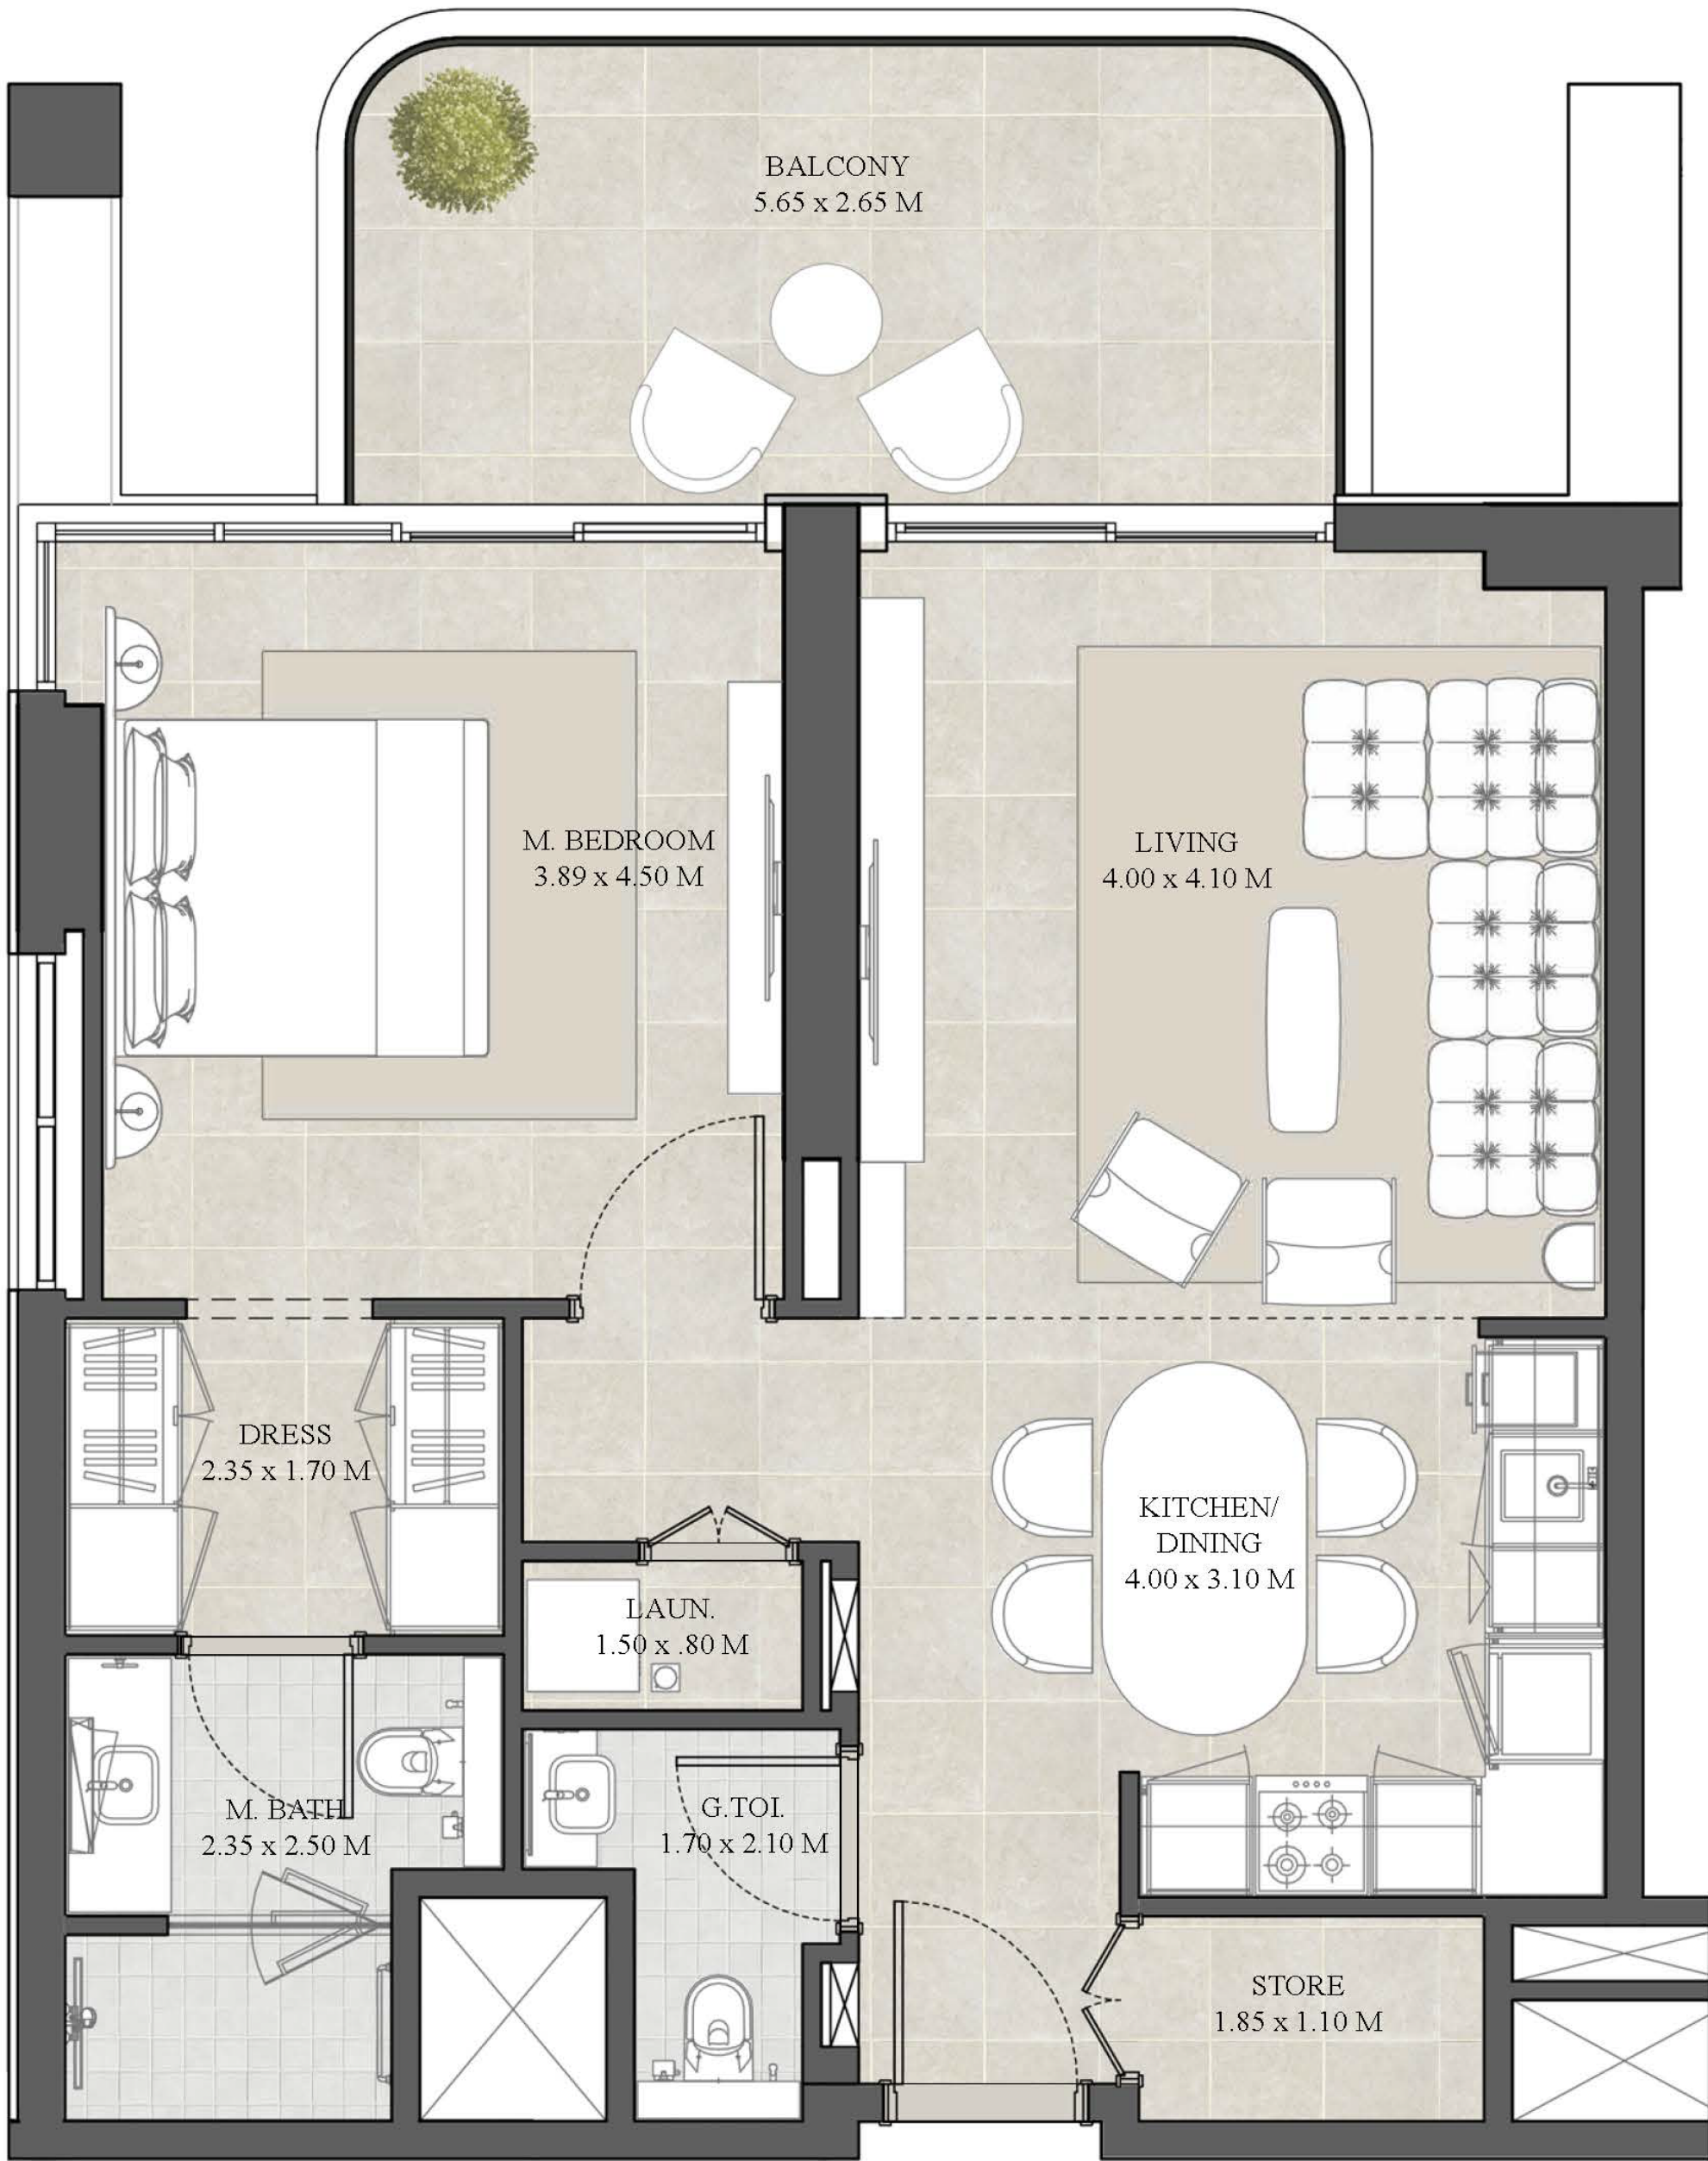 BALCONY
5.65 x 2.65 M
M. BEDROOM
3.89 x 4.50 M
LIVING
4.00 x 4.10 M
DRESS
2.35 x 1.70 M
KITCHEN/
DINING
4.00 x 3.10 M
LAUN.
1.50 x .80 M
M. BATH
2.35 x 2.50 M
G.TOI.
1.70 x 2.10 M
STORE
1.85 x 1.10 M